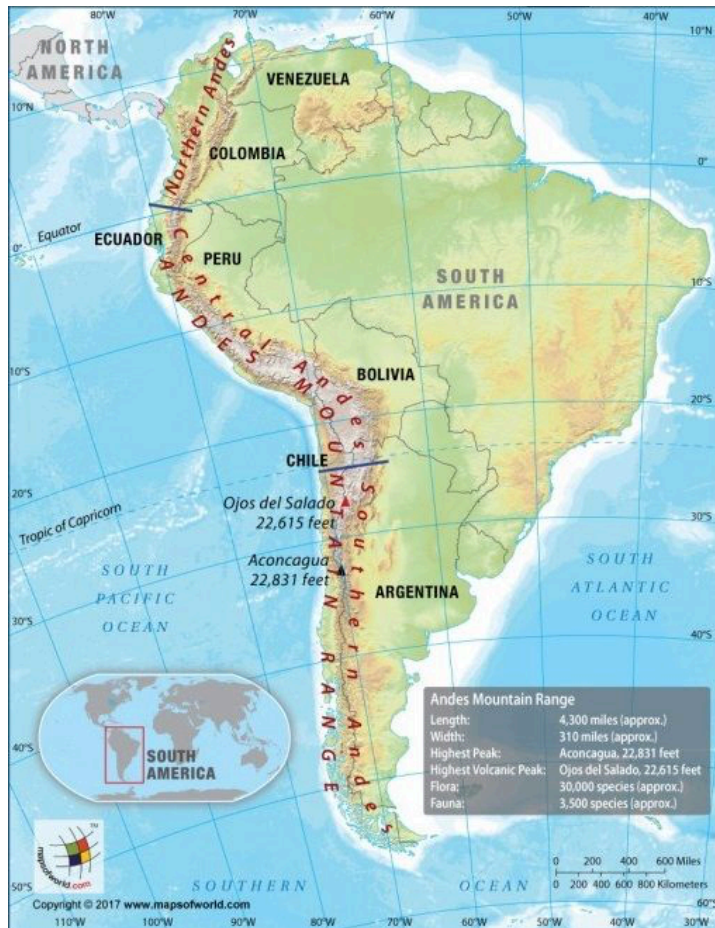 80°W
70°W
60°W
50°W
40°W
10°N
NORTH
AMERICA
VENEZUELA
Northern Andes
10°N
COLOMBIA
0°
Equator
ECUADOR
0°
PERU
Central Andes
ANDES MOUNTAIN RANGE
SOUTH
AMERICA
10°S
10°S
BOLIVIA
20°S
CHILE
20°S
Ojos del Salado
22,615 feet
Southern Andes
Tropic of Capricorn
30°S
Aconcagua
22,831 feet
ARGENTINA
SOUTH
PACIFIC
OCEAN
SOUTH
ATLANTIC
OCEAN
30°S
40°S
SOUTH
AMERICA
Andes Mountain Range
Length: 4,300 miles (approx.)
Width: 310 miles (approx.)
Highest Peak: Aconcagua, 22,831 feet
Highest Volcanic Peak: Ojos del Salado, 22,615 feet
Flora: 30,000 species (approx.)
Fauna: 3,500 species (approx.)
40°S
50°S
TM
mapsofworld.com
0 200 400 600 Miles
0 200 400 600 800 Kilometers
50°S
SOUTHERN OCEAN
60°S
Copyright © 2017 www.mapsofworld.com
110°W
100°W
90°W
80°W
70°W
60°W
50°W
40°W
30°W